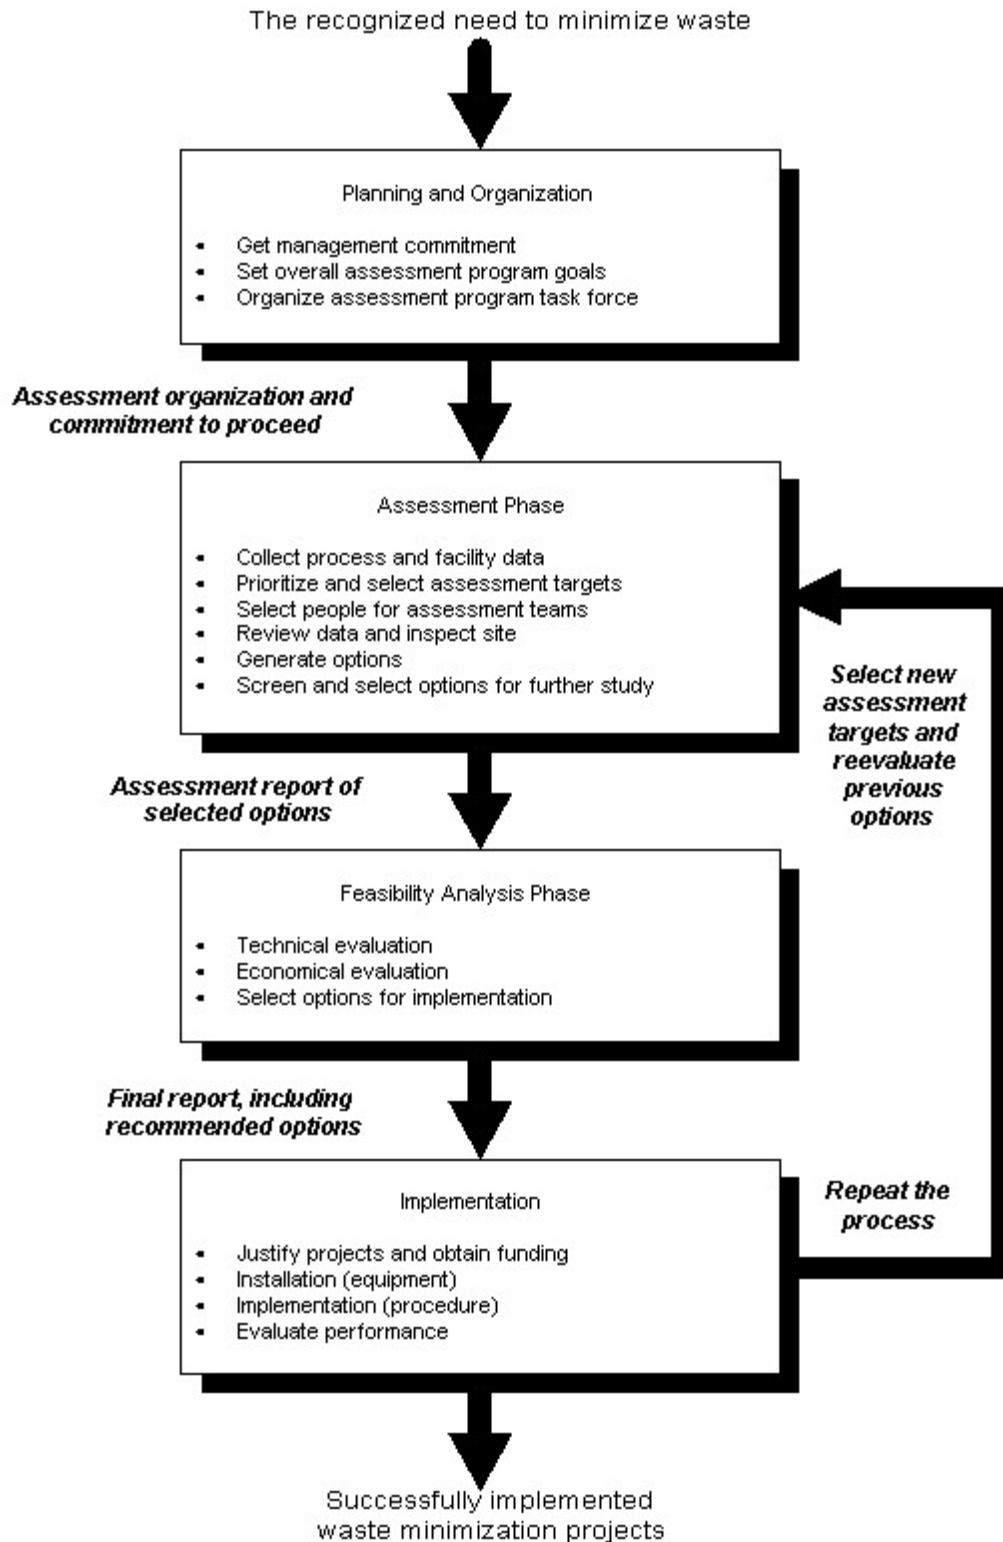 The recognized need to minimize waste
Planning and Organization
• Get management commitment
• Set overall assessment program goals
• Organize assessment program task force
Assessment organization and
commitment to proceed
Assessment Phase
• Collect process and facility data
• Prioritize and select assessment targets
• Select people for assessment teams
• Review data and inspect site
• Generate options
• Screen and select options for further study
Select new
assessment
targets and
reevaluate
previous
options
Assessment report of
selected options
Feasibility Analysis Phase
• Technical evaluation
• Economical evaluation
• Select options for implementation
Final report, including
recommended options
Implementation
• Justify projects and obtain funding
• Installation (equipment)
• Implementation (procedure)
• Evaluate performance
Repeat the
process
Successfully implemented
waste minimization projects